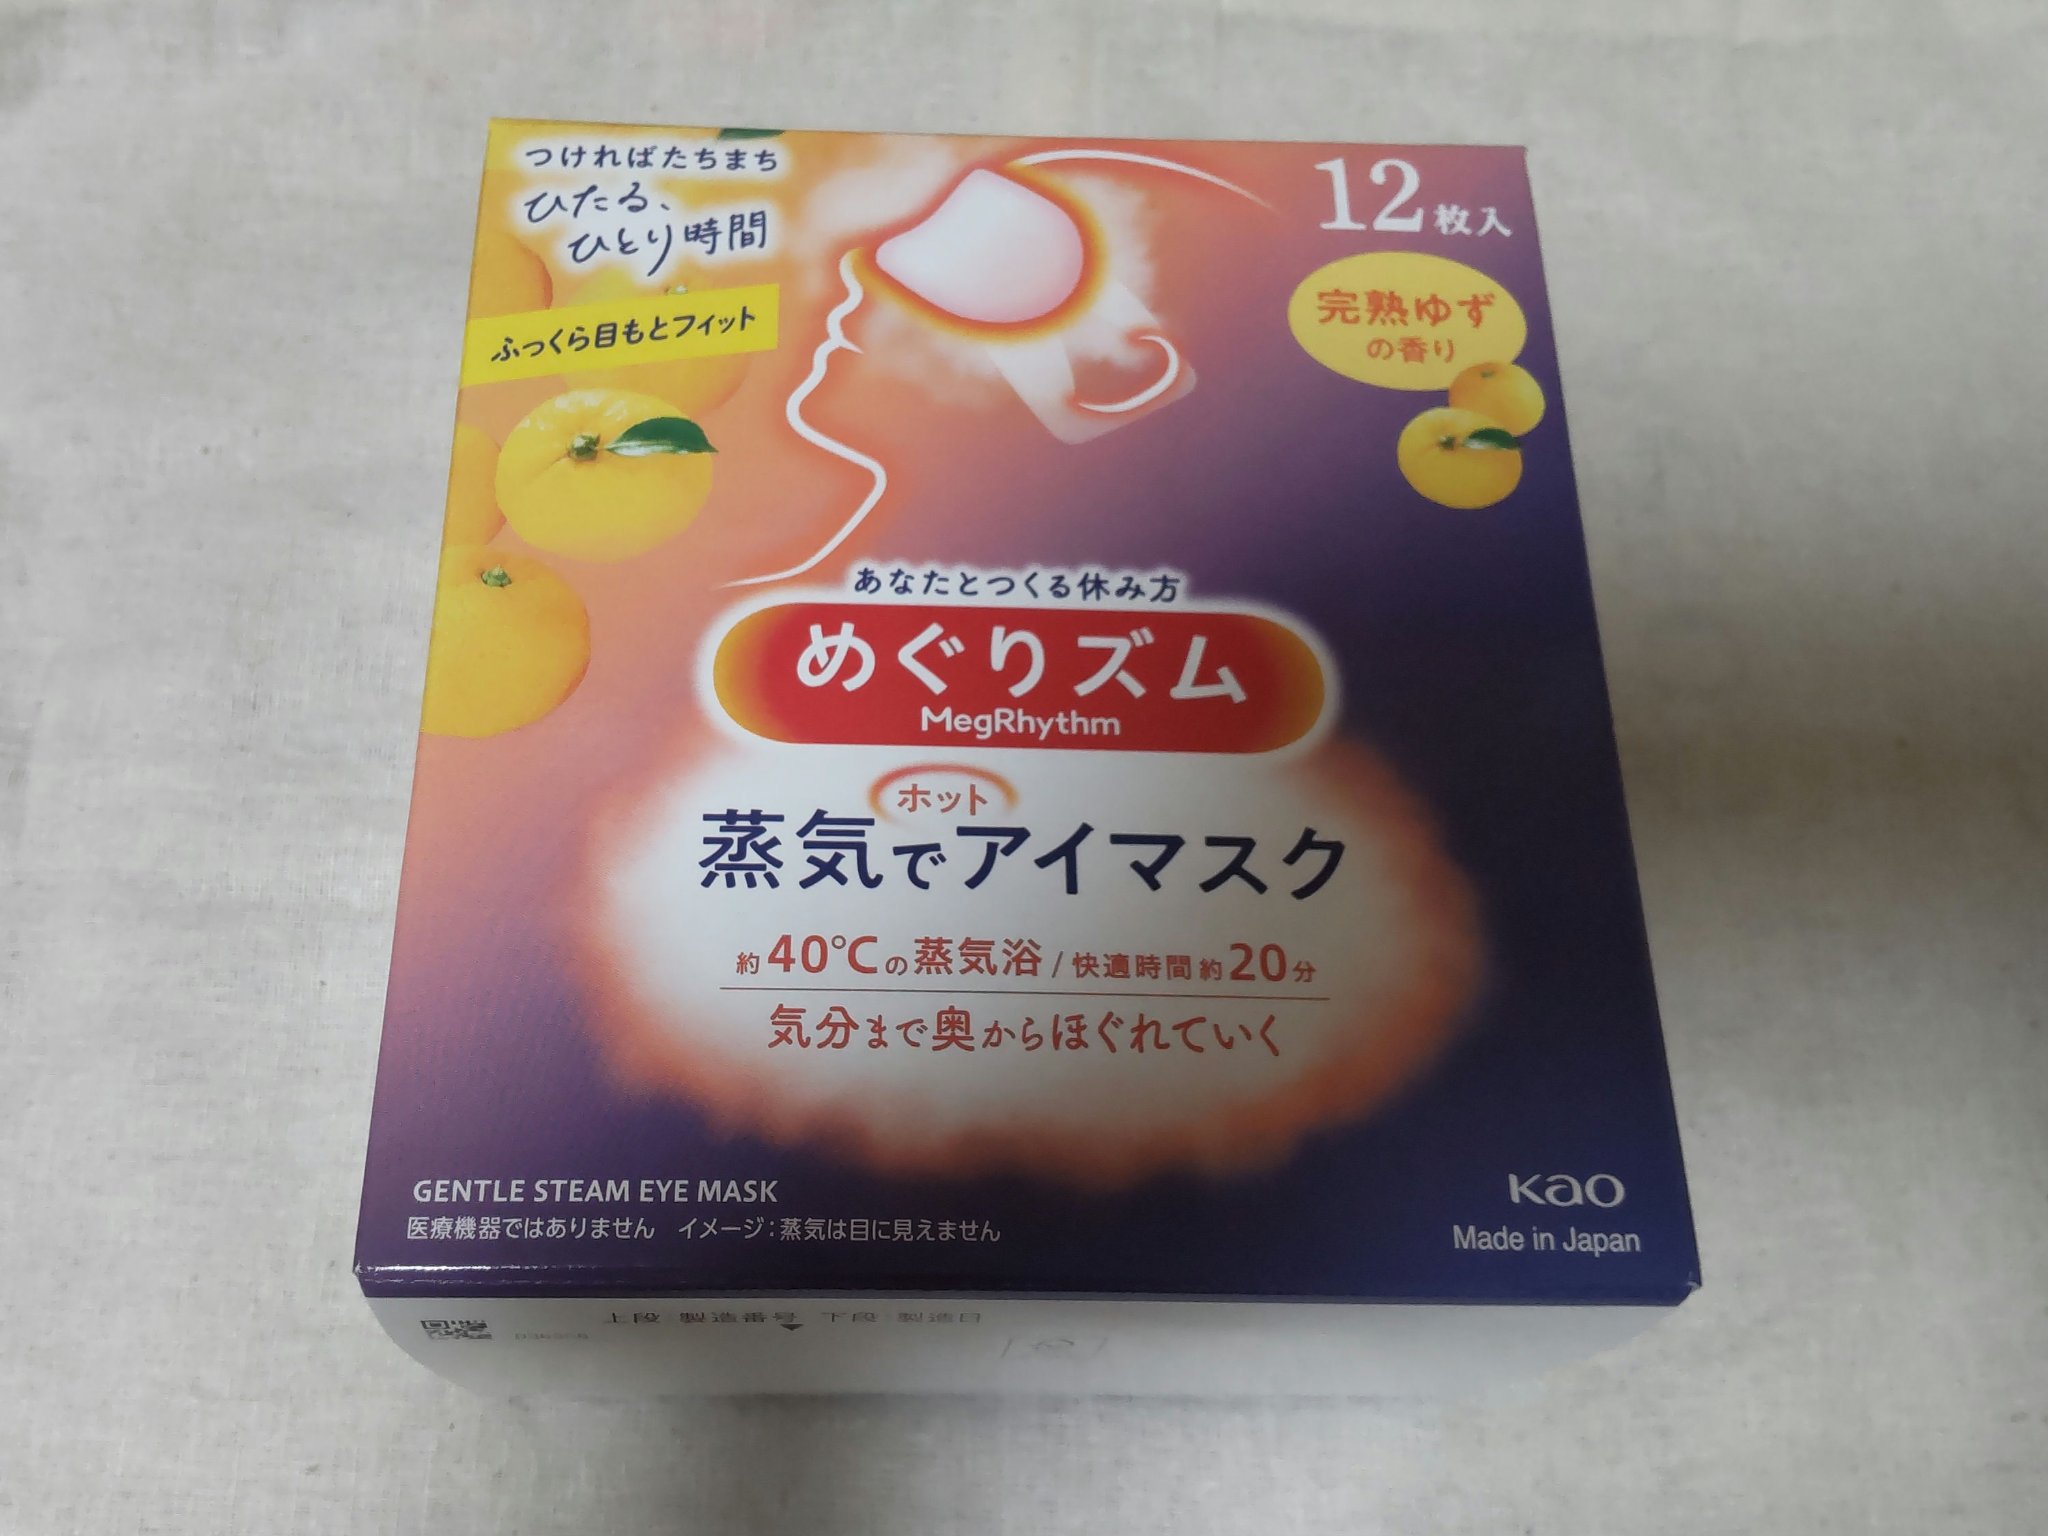 つければたちまち
ひたる、
ひとり時間
ふっくら目もとフィット
12枚入
完熟ゆず
の香り
あなたとつくる休み方
めぐりズム
MegRhythm
ホット
蒸気でアイマスク
約40℃の蒸気浴/快適時間約20分
気分まで奥からほぐれていく
GENTLE STEAM EYE MASK
医療機器ではありません イメージ:蒸気は目に見えません
Kao
Made in Japan
上段:製造番号 下段:製造日